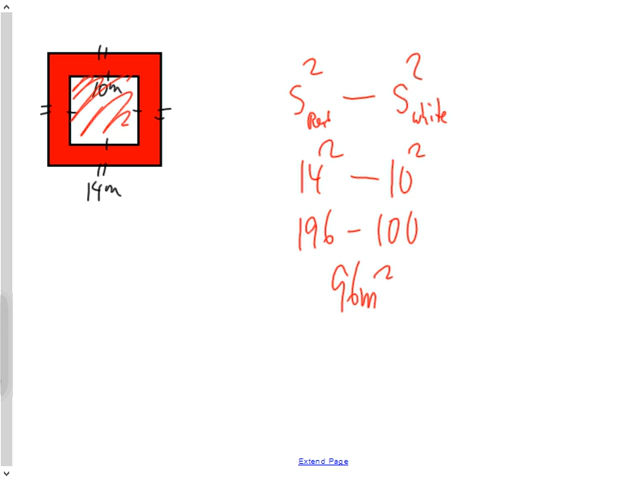 10m
14m
S² Red — S² White
14² — 10²
196 - 100
96m²
Extend Page